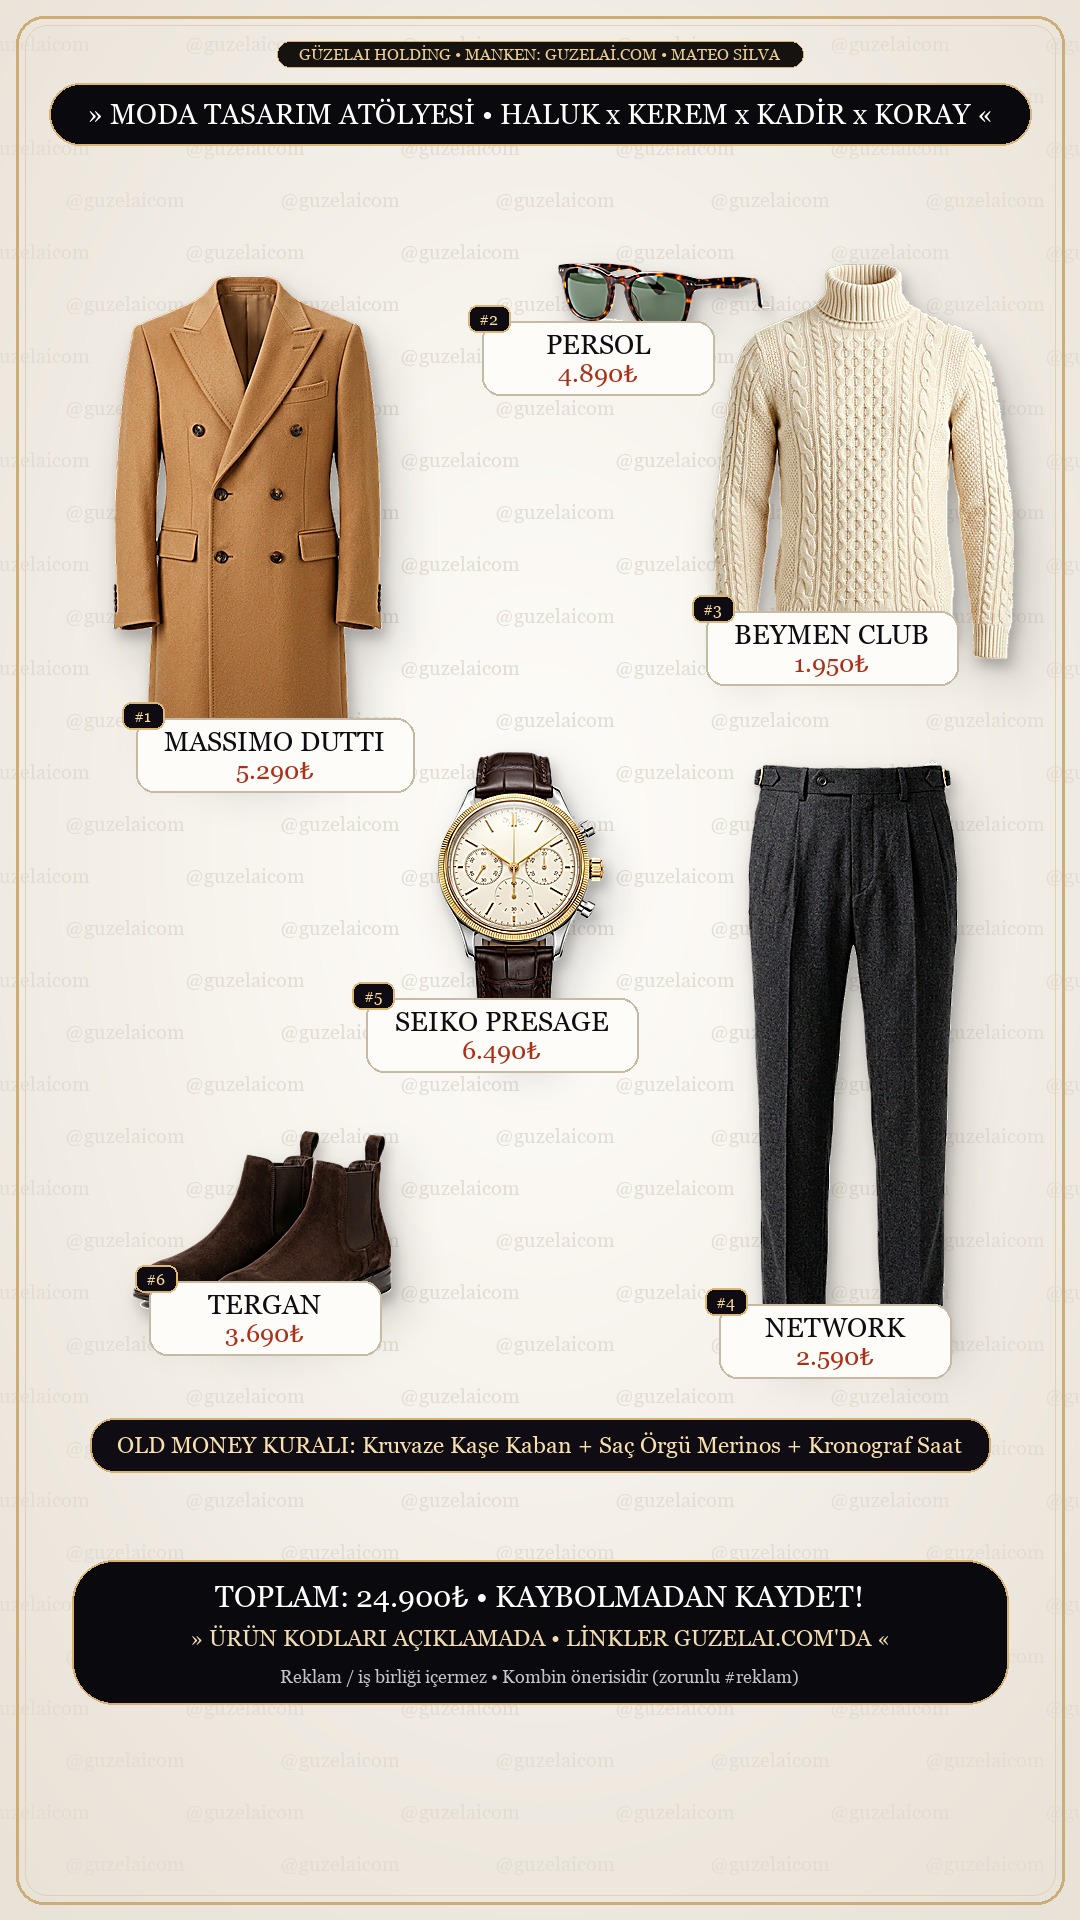 GÜZELAI HOLDİNG • MANKEN: GUZELAİ.COM • MATEO SİLVA
» MODA TASARIM ATÖLYESİ • HALUK x KEREM x KADİR x KORAY «
#2
PERSOL
4.890₺
#3
BEYMEN CLUB
1.950₺
#1
MASSIMO DUTTI
5.290₺
#5
SEIKO PRESAGE
6.490₺
#6
TERGAN
3.690₺
#4
NETWORK
2.590₺
OLD MONEY KURALI: Kruvaze Kaşe Kaban + Saç Örgü Merinos + Kronograf Saat
TOPLAM: 24.900₺ • KAYBOLMADAN KAYDET!
» ÜRÜN KODLARI AÇIKLAMADA • LİNKLER GUZELAI.COM'DA «
Reklam / iş birliği içermez • Kombin önerisidir (zorunlu #reklam)
@guzelaicom